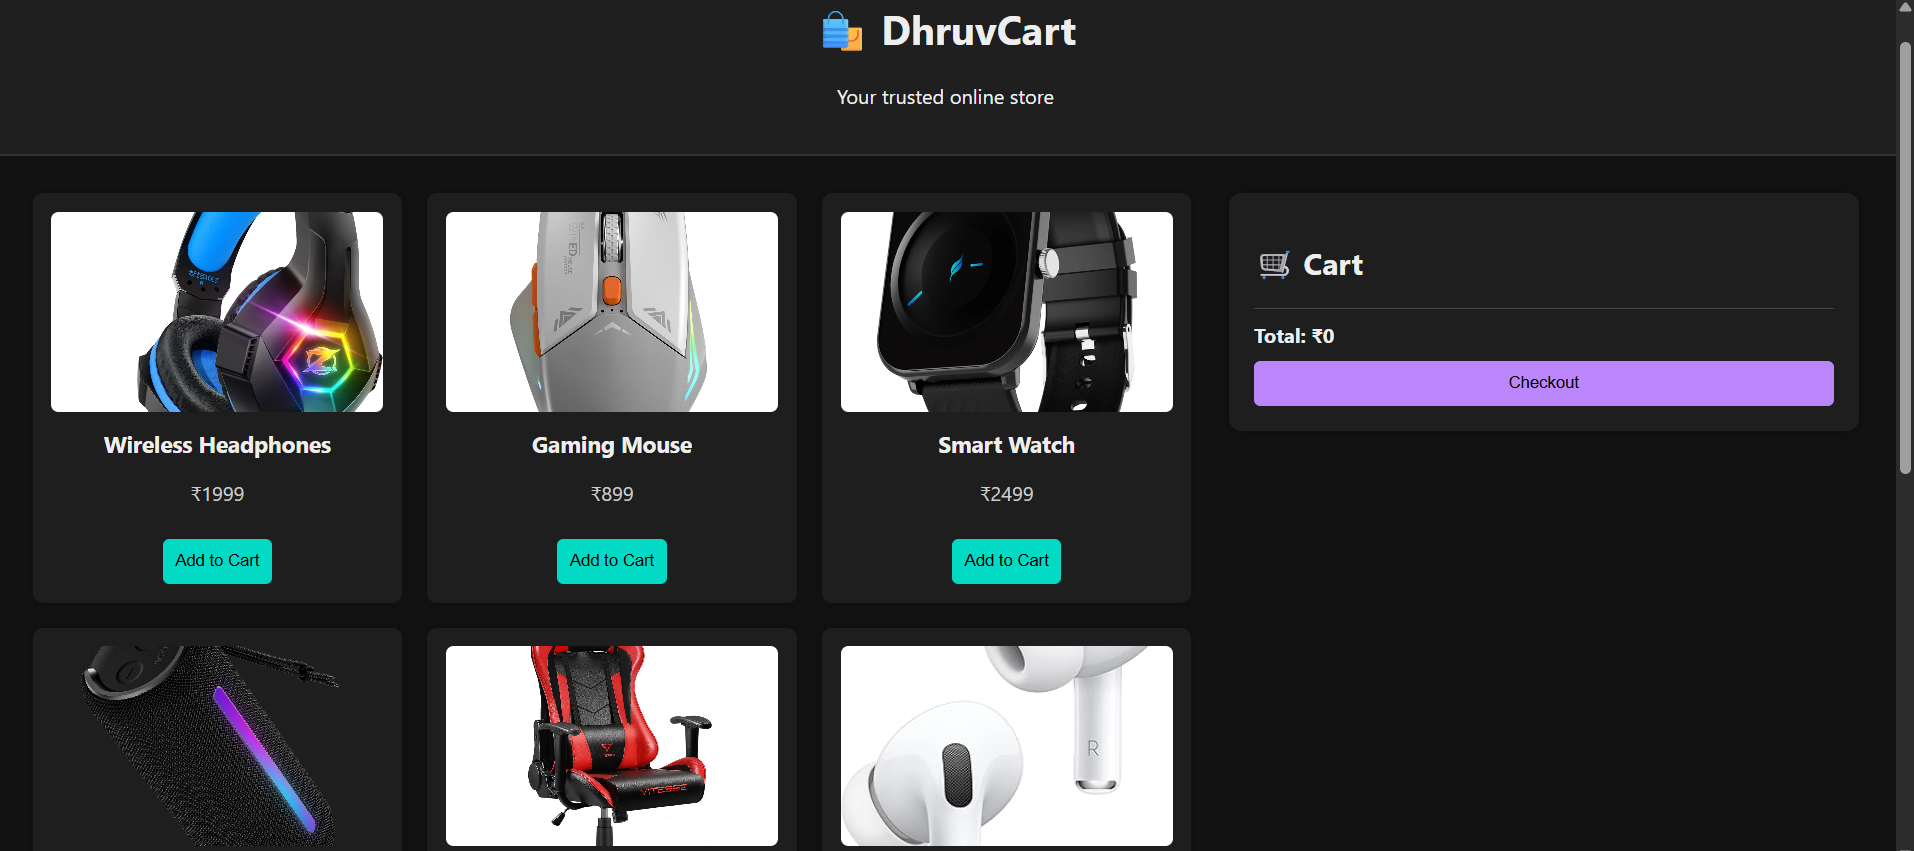 DhruvCart
Your trusted online store
Wireless Headphones
₹1999
Add to Cart
Gaming Mouse
₹899
Add to Cart
Smart Watch
₹2499
Add to Cart
Cart
Total: ₹0
Checkout
VITESSE
R